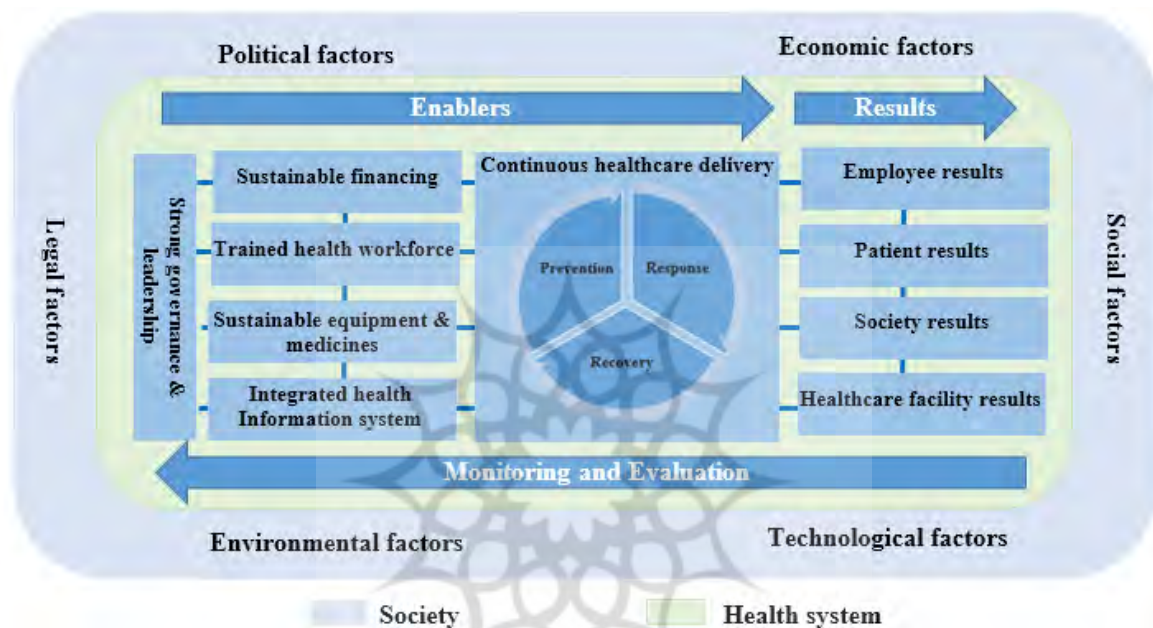 Political factors
Economic factors
Enablers
Results
Legal factors
Strong governance &
leadership
Sustainable financing
Trained health workforce
Sustainable equipment &
medicines
Integrated health
Information system
Continuous healthcare delivery
Prevention
Response
Recovery
Employee results
Patient results
Society results
Healthcare facility results
Social factors
Monitoring and Evaluation
Environmental factors
Technological factors
Society
Health system